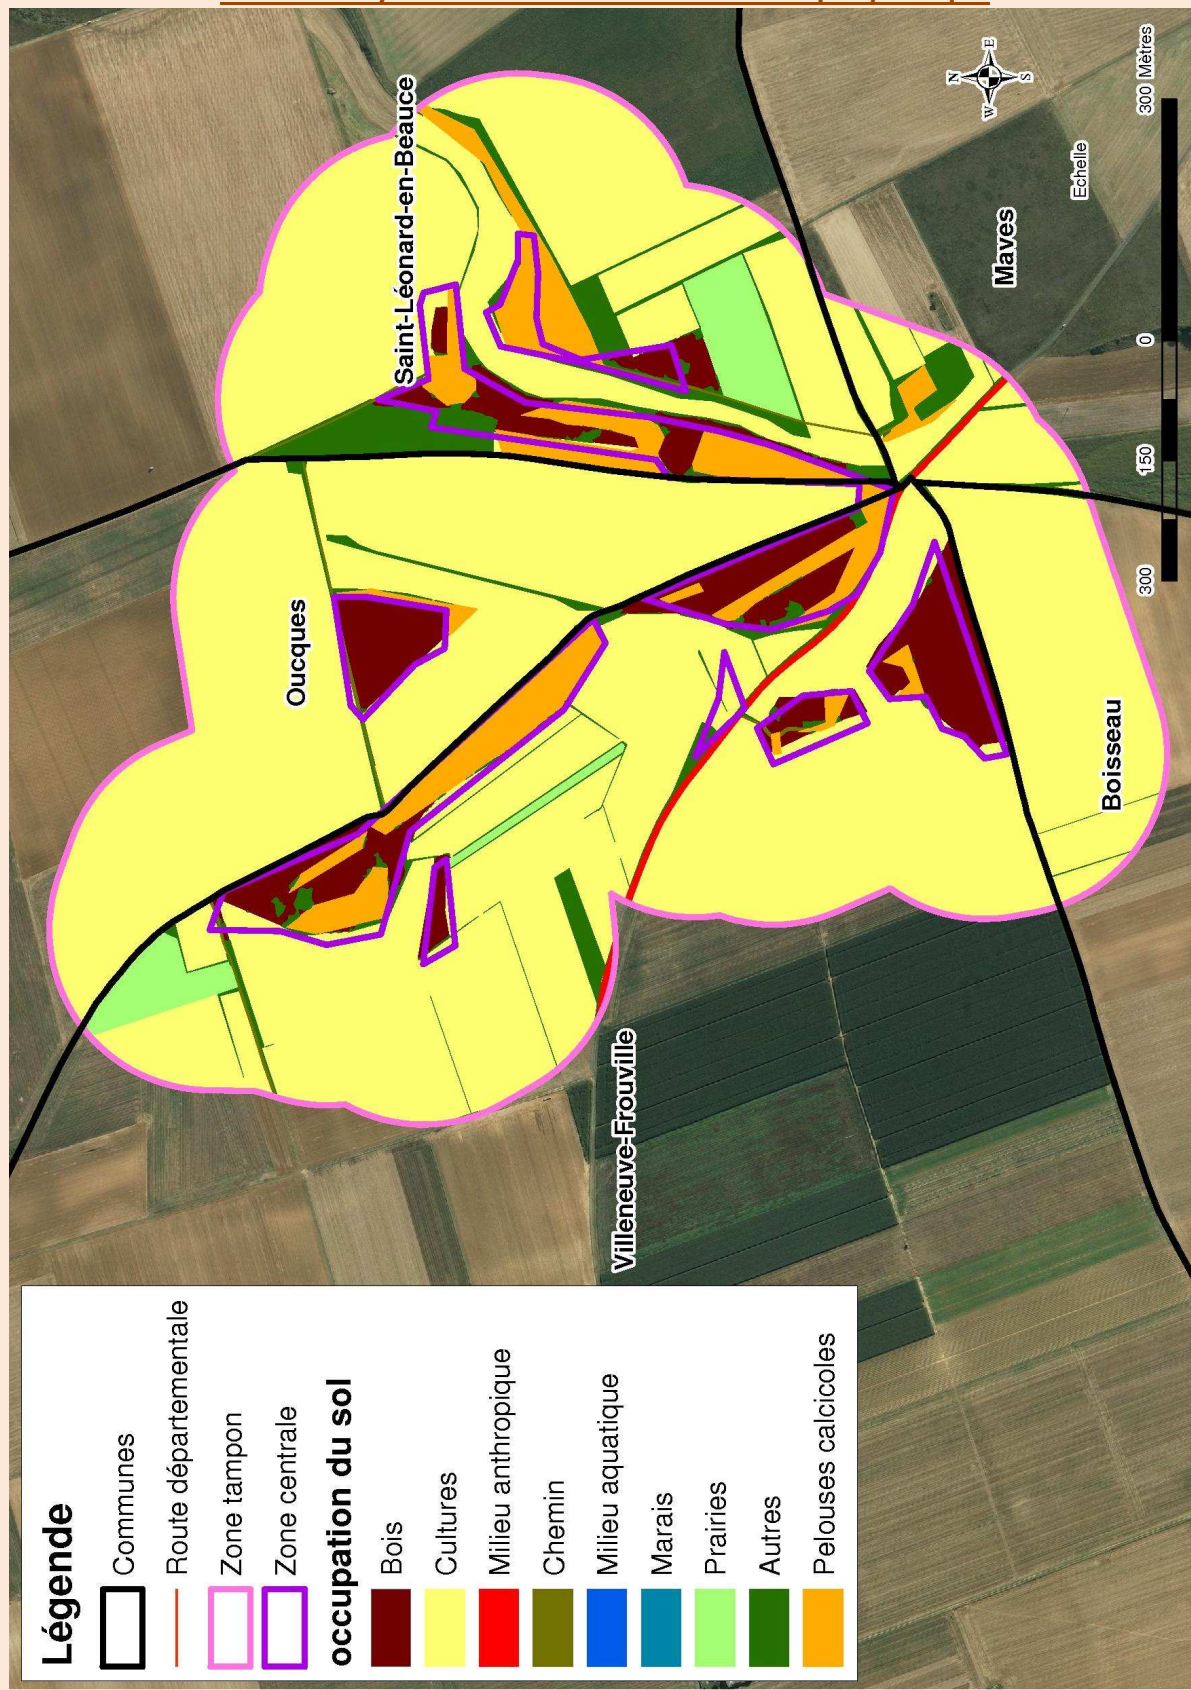 Saint-Léonard-en-Beauce
Oucques
Maves
Boisseau
Villeneuve-Frouville
N
E
S
W
Echelle
300
150
0
300 Mètres
Légende
Communes
Route départementale
Zone tampon
Zone centrale
occupation du sol
Bois
Cultures
Milieu anthropique
Chemin
Milieu aquatique
Marais
Prairies
Autres
Pelouses calcicoles